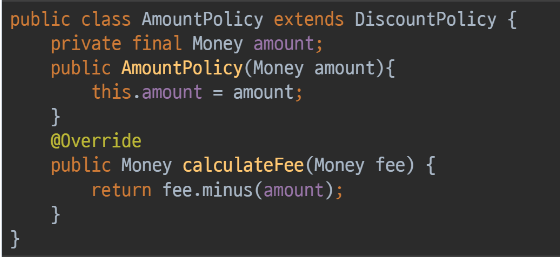 public class AmountPolicy extends DiscountPolicy {
    private final Money amount;
    public AmountPolicy(Money amount){
        this.amount = amount;
    }
    @Override
    public Money calculateFee(Money fee) {
        return fee.minus(amount);
    }
}